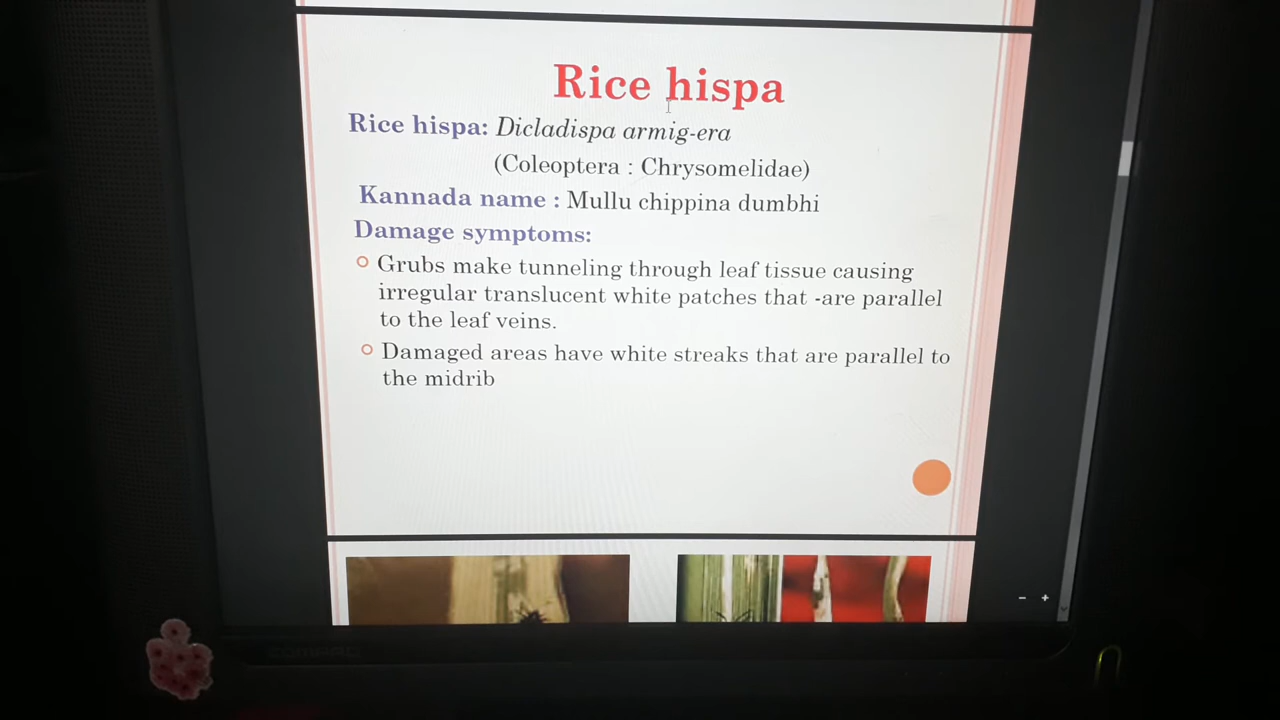 Rice hispa
Rice hispa: Dicladispa armig-era
(Coleoptera : Chrysomelidae)
Kannada name : Mullu chippina dumbhi
Damage symptoms:
Grubs make tunneling through leaf tissue causing
irregular translucent white patches that -are parallel
to the leaf veins.
Damaged areas have white streaks that are parallel to
the midrib